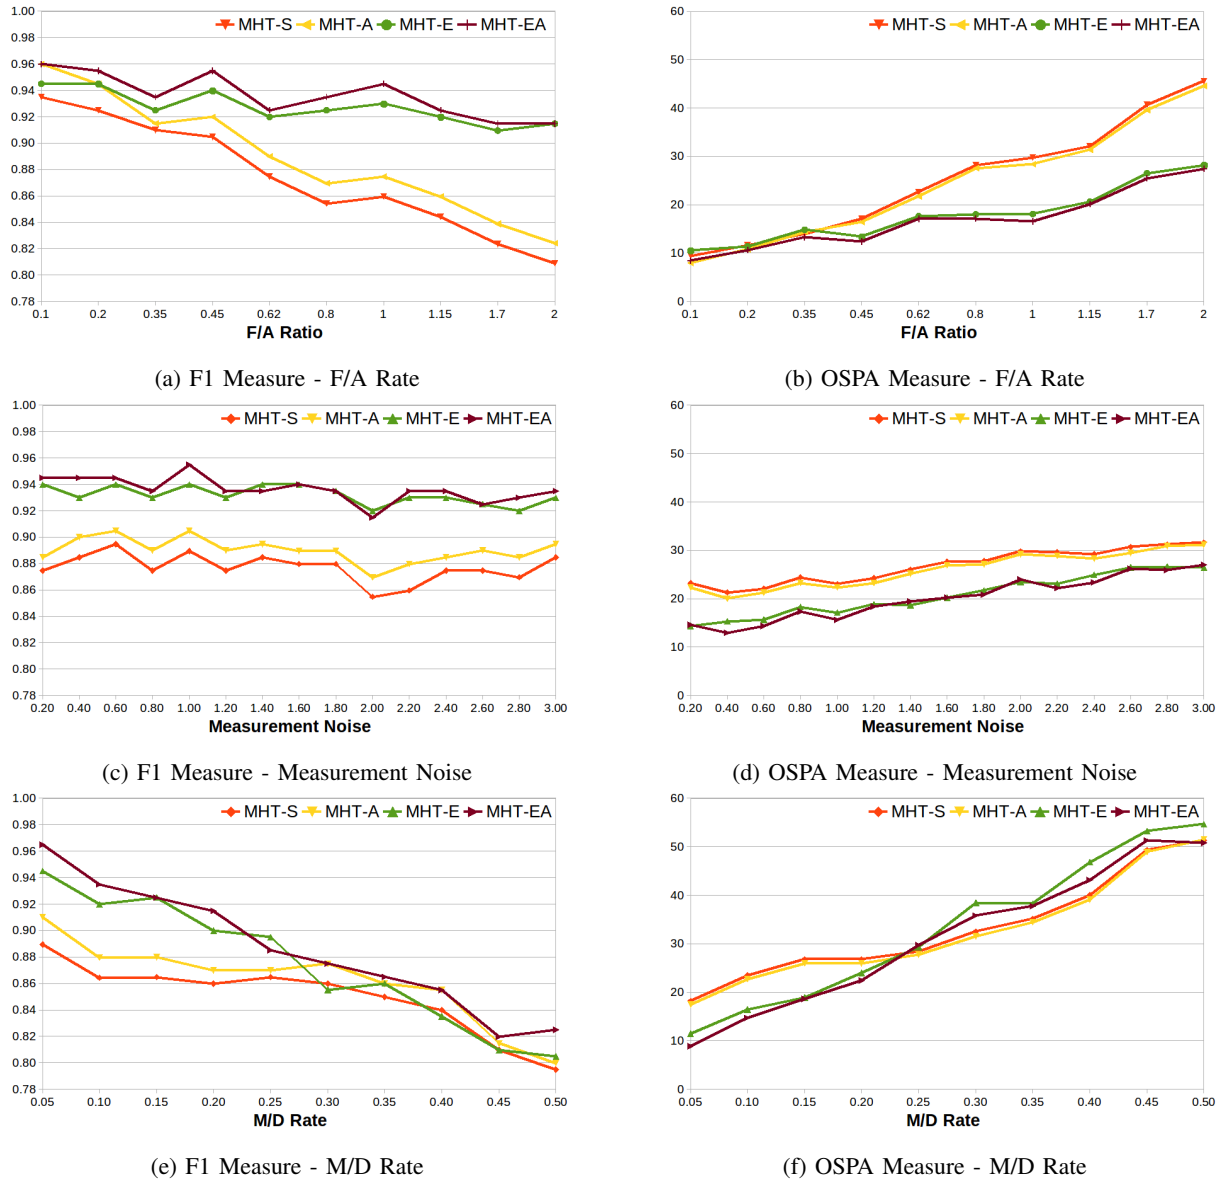 1.00
0.98
0.96
0.94
0.92
0.90
0.88
0.86
0.84
0.82
0.80
0.78
MHT-S MHT-A MHT-E MHT-EA
0.1 0.2 0.35 0.45 0.62 0.8 1 1.15 1.7 2
F/A Ratio
(a) F1 Measure - F/A Rate
60
50
40
30
20
10
0
MHT-S MHT-A MHT-E MHT-EA
0.1 0.2 0.35 0.45 0.62 0.8 1 1.15 1.7 2
F/A Ratio
(b) OSPA Measure - F/A Rate
1.00
0.98
0.96
0.94
0.92
0.90
0.88
0.86
0.84
0.82
0.80
0.78
MHT-S MHT-A MHT-E MHT-EA
0.20 0.40 0.60 0.80 1.00 1.20 1.40 1.60 1.80 2.00 2.20 2.40 2.60 2.80 3.00
Measurement Noise
(c) F1 Measure - Measurement Noise
60
50
40
30
20
10
0
MHT-S MHT-A MHT-E MHT-EA
0.20 0.40 0.60 0.80 1.00 1.20 1.40 1.60 1.80 2.00 2.20 2.40 2.60 2.80 3.00
Measurement Noise
(d) OSPA Measure - Measurement Noise
1.00
0.98
0.96
0.94
0.92
0.90
0.88
0.86
0.84
0.82
0.80
0.78
MHT-S MHT-A MHT-E MHT-EA
0.05 0.10 0.15 0.20 0.25 0.30 0.35 0.40 0.45 0.50
M/D Rate
(e) F1 Measure - M/D Rate
60
50
40
30
20
10
0
MHT-S MHT-A MHT-E MHT-EA
0.05 0.10 0.15 0.20 0.25 0.30 0.35 0.40 0.45 0.50
M/D Rate
(f) OSPA Measure - M/D Rate